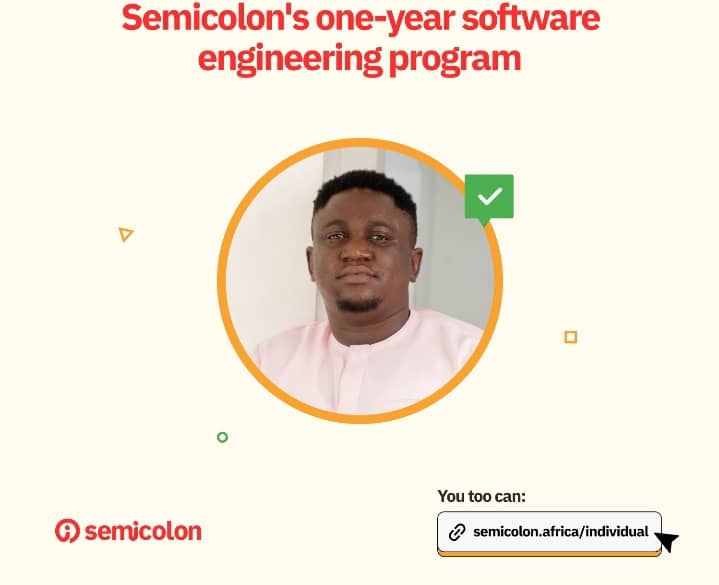 Semicolon's one-year software
engineering program
You too can:
semicolon
semicolon.africa/individual